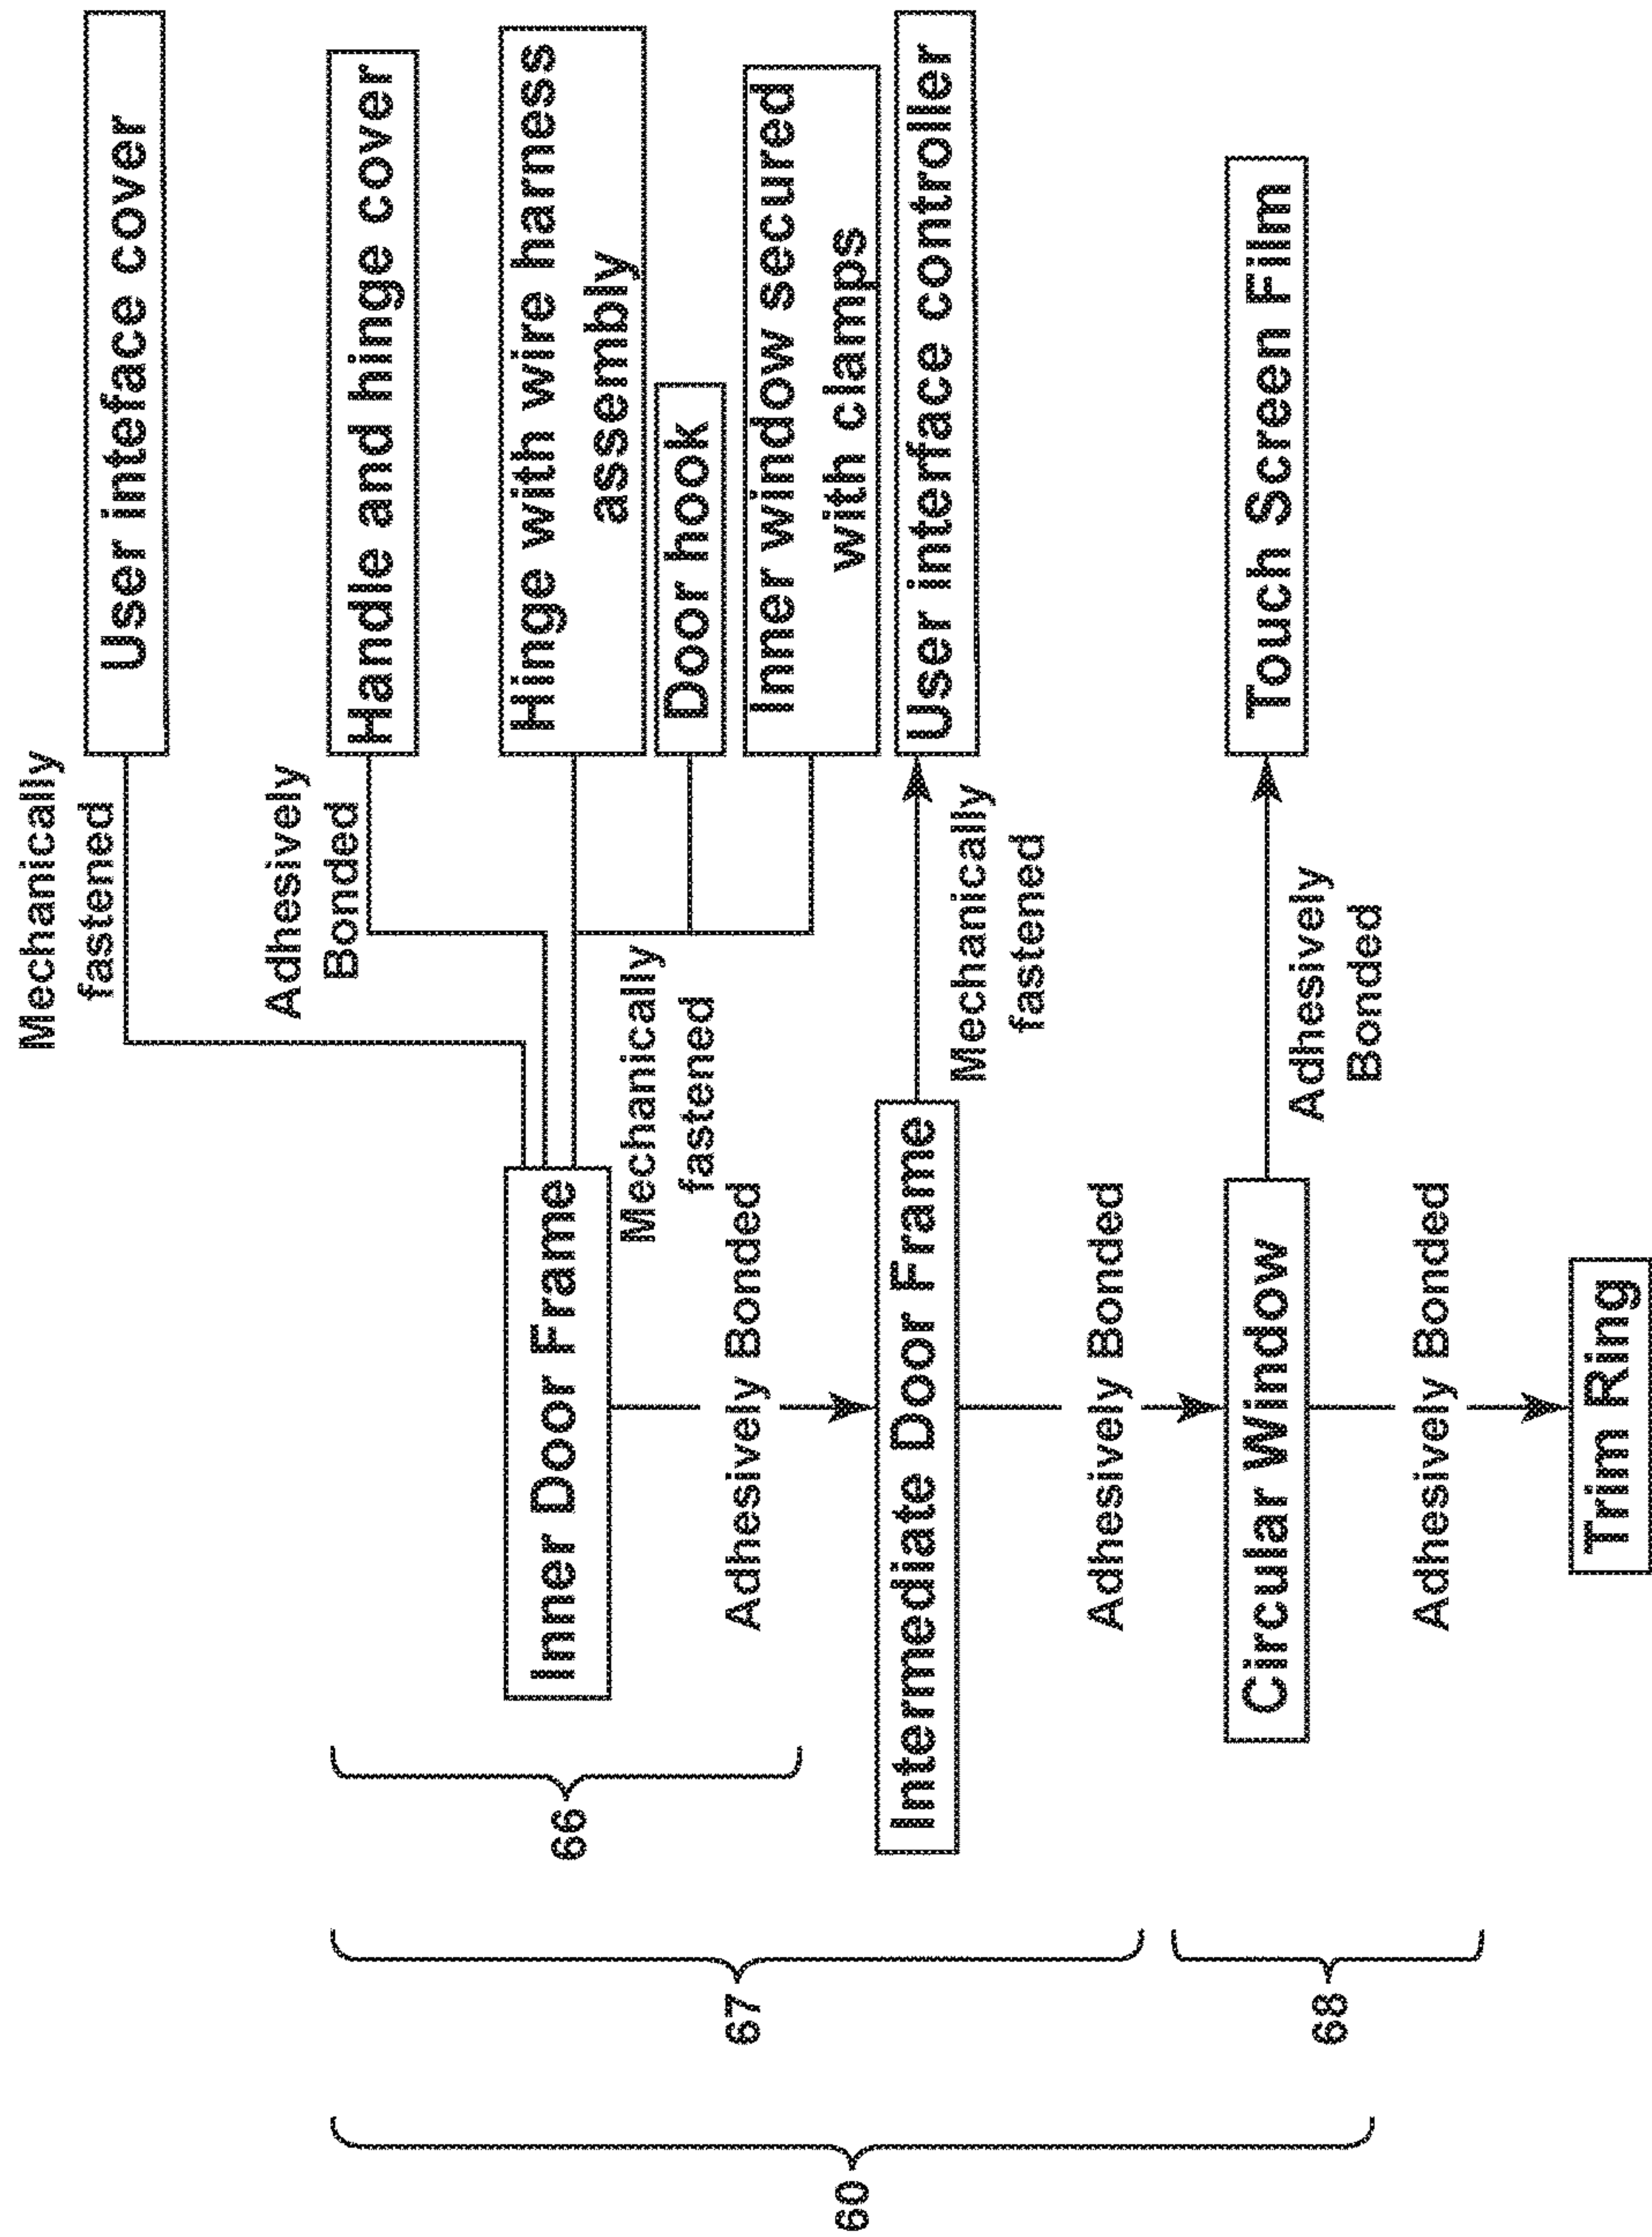 Mechanically
fastened
User inteface cover
Adhesively
Bonded
Handle and hinge cover
Hinge with wire harness
assembly
Inner Door Frame
Mechanically
fastened
Door hook
Inner window secured
with clamps
66
Adhesively Bonded
Intermediate Door Frame
User interface controller
Mechanically
fastened
67
Adhesively Bonded
Circular Window
Touch Screen Film
Adhesively
Bonded
68
Adhesively Bonded
Trim Ring
60